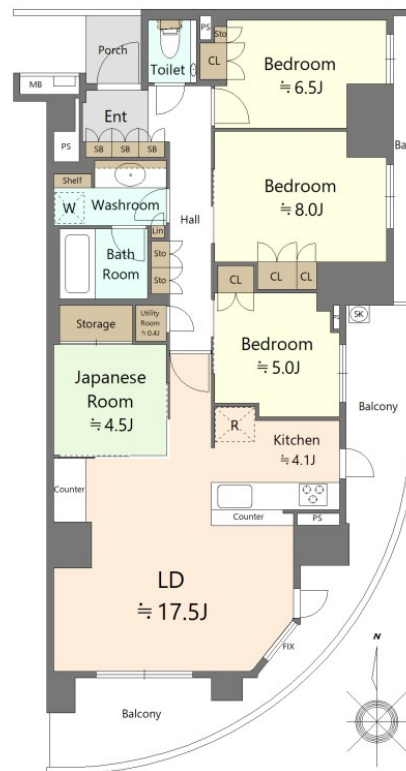 Porch
MB
PS
Toilet
PS
Sto
CL
Bedroom
≒ 6.5J
Ent
PS
SB
SB
SB
Shelf
W
Washroom
Hall
Bedroom
≒ 8.0J
Lin
Bath
Room
Sto
Sto
CL
CL
CL
Storage
Utility
Room
≒0.4J
PS
SK
Bedroom
≒ 5.0J
Balcony
Japanese
Room
≒ 4.5J
R
Kitchen
≒ 4.1J
Counter
Counter
PS
LD
≒ 17.5J
FIX
N
Balcony